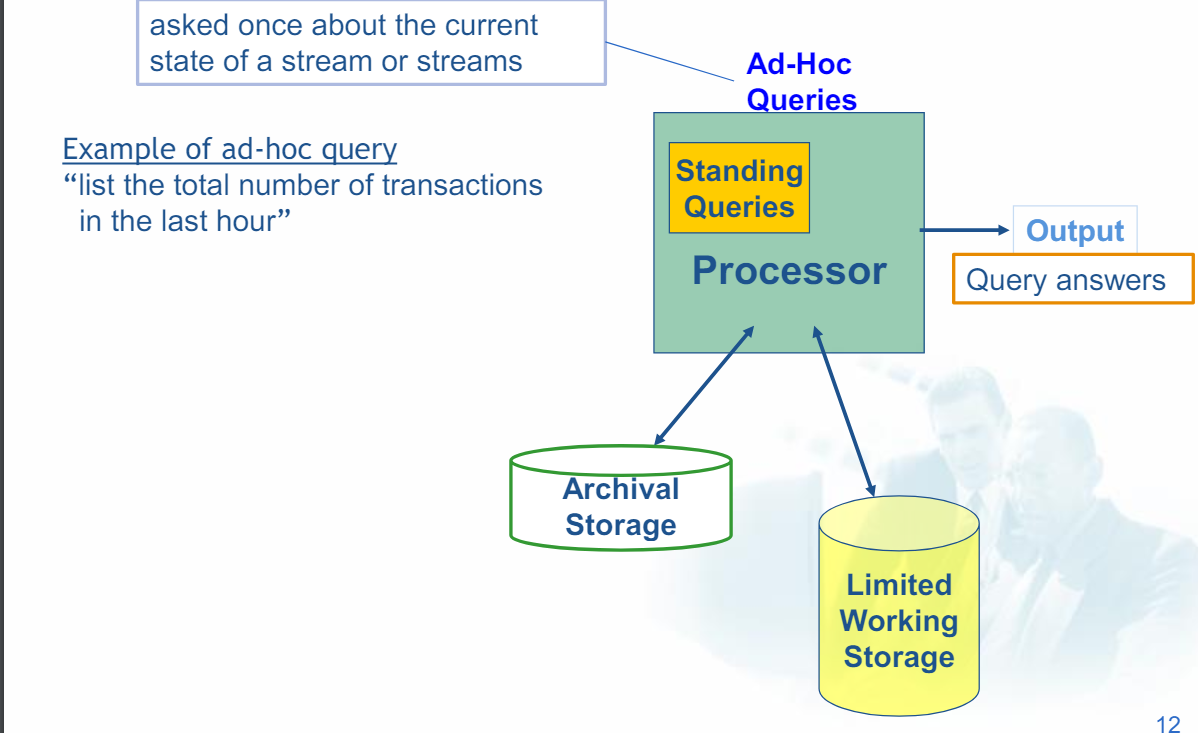 asked once about the current
state of a stream or streams
Ad-Hoc
Queries
Example of ad-hoc query
“list the total number of transactions
in the last hour”
Standing
Queries
Processor
Output
Query answers
Archival
Storage
Limited
Working
Storage
12